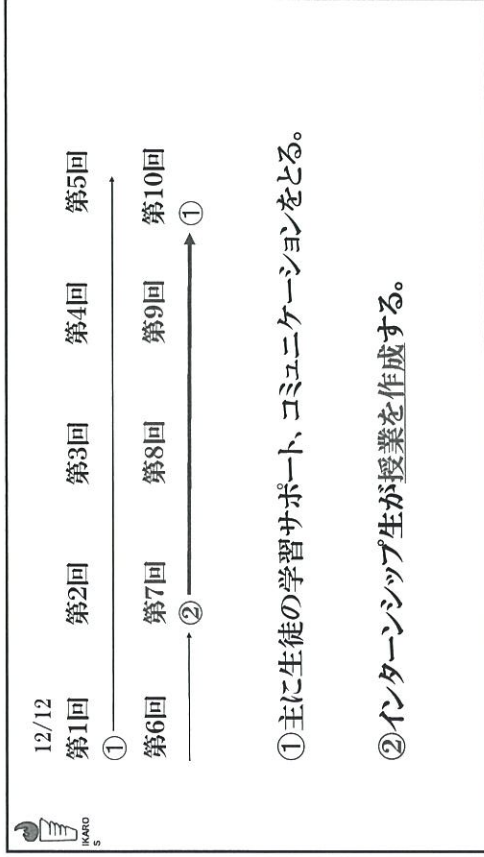 IKARO
S
12/12
第1回 第2回 第3回 第4回 第5回
①
第6回 第7回 第8回 第9回 第10回
② ①
①主に生徒の学習サポート、コミュニケーションをとる。
②インターンシップ生が授業を作成する。